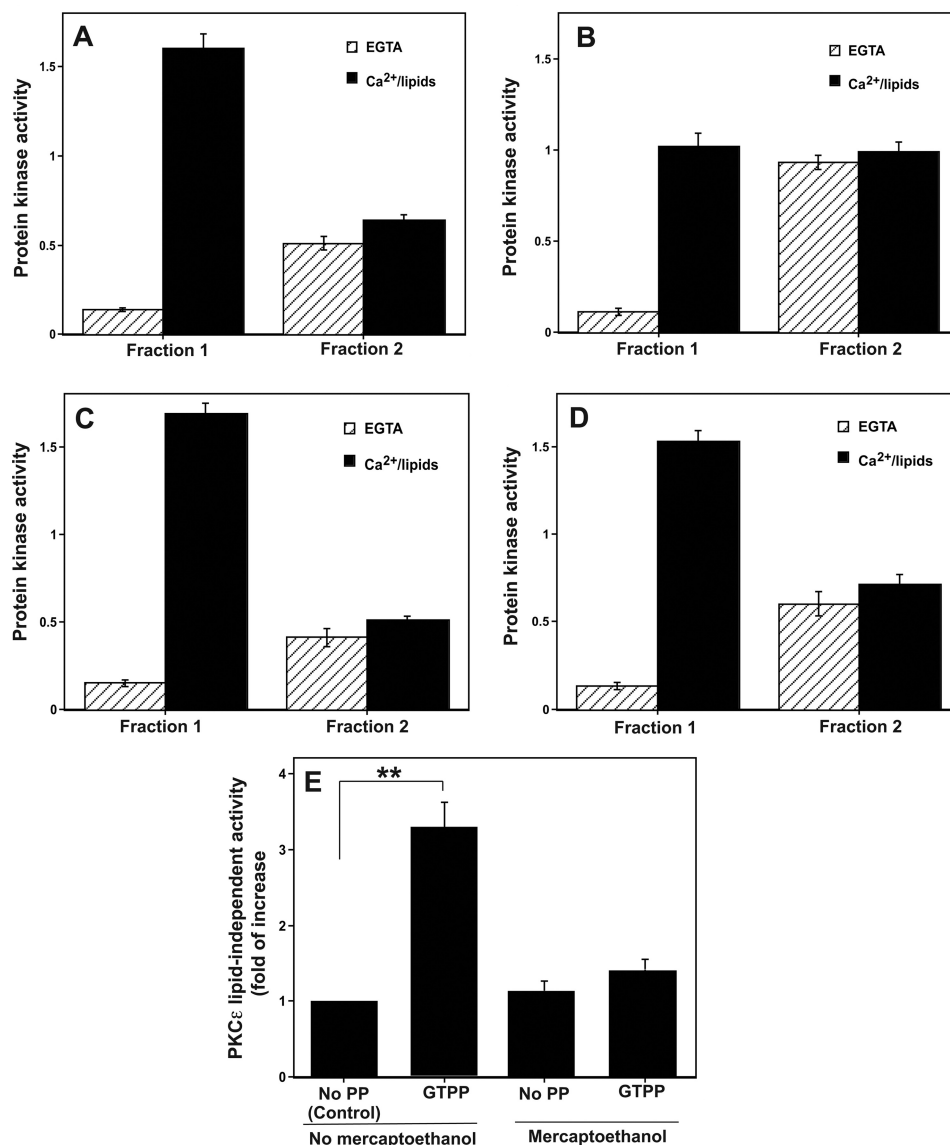 A
EGTA
Ca²⁺/lipids
Protein kinase activity
1.5
1
0.5
0
Fraction 1 Fraction 2
B
EGTA
Ca²⁺/lipids
Protein kinase activity
1.5
1
0.5
0
Fraction 1 Fraction 2
C
EGTA
Ca²⁺/lipids
Protein kinase activity
1.5
1
0.5
0
Fraction 1 Fraction 2
D
EGTA
Ca²⁺/lipids
Protein kinase activity
1.5
1
0.5
0
Fraction 1 Fraction 2
E
**
PKCε lipid-independent activity
(fold of increase)
4
3
2
1
0
No PP GTPP No PP GTPP
(Control)
No mercaptoethanol Mercaptoethanol